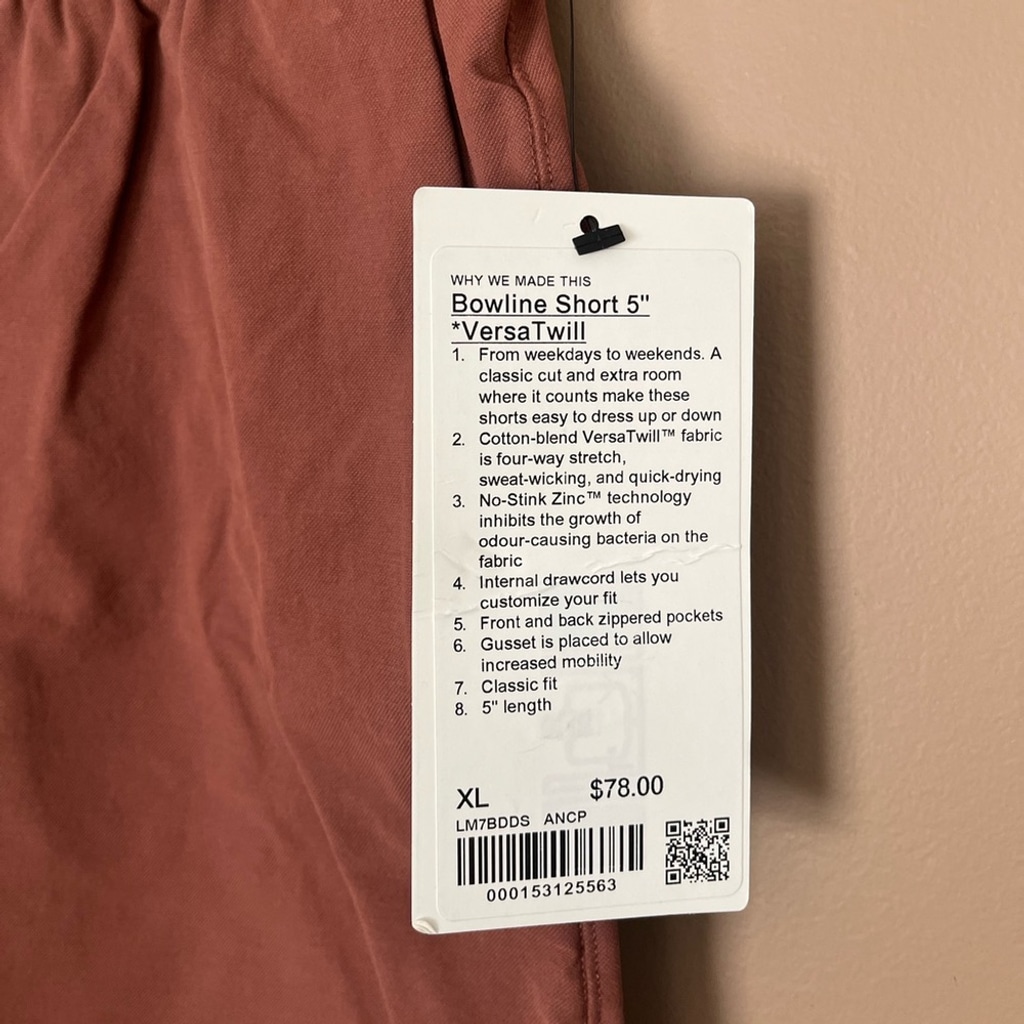 WHY WE MADE THIS
Bowline Short 5"
*VersaTwill
1. From weekdays to weekends. A
classic cut and extra room
where it counts make these
shorts easy to dress up or down
2. Cotton-blend VersaTwill™ fabric
is four-way stretch,
sweat-wicking, and quick-drying
3. No-Stink Zinc™ technology
inhibits the growth of
odour-causing bacteria on the
fabric
4. Internal drawcord lets you
customize your fit
5. Front and back zippered pockets
6. Gusset is placed to allow
increased mobility
7. Classic fit
8. 5" length
XL $78.00
LM7BDDS ANCP
000153125563